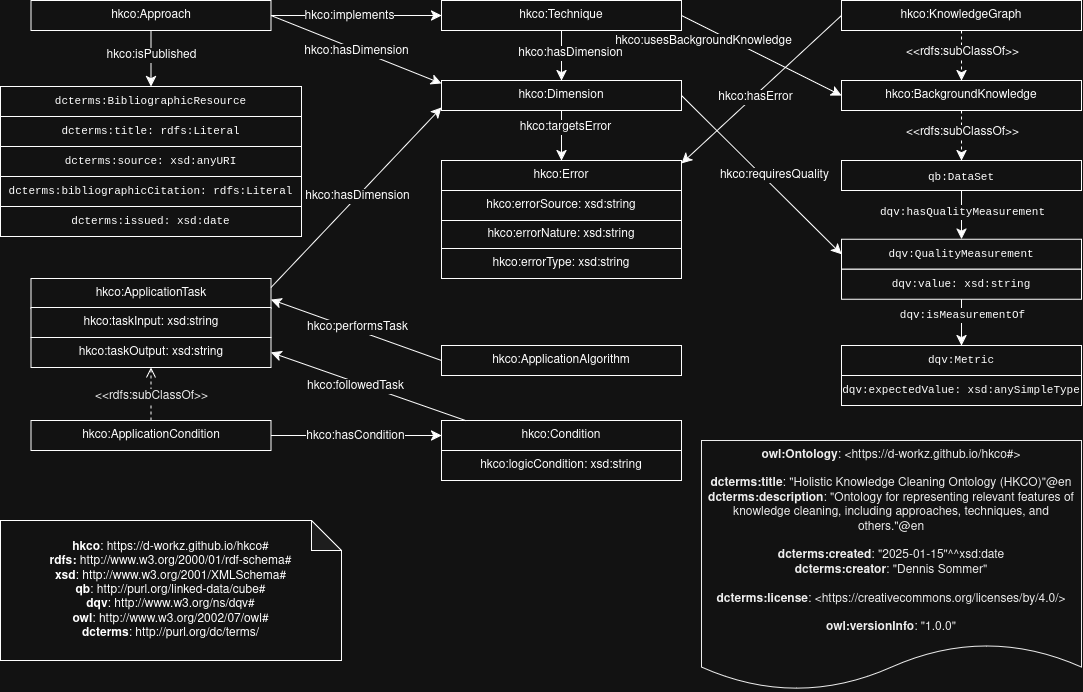 hkco:Approach
hkco:implements
hkco:Technique
hkco:KnowledgeGraph
hkco:isPublished
hkco:hasDimension
hkco:hasDimension
hkco:usesBackgroundKnowledge
<<rdfs:subClassOf>>
dcterms:BibliographicResource
dcterms:title: rdfs:Literal
dcterms:source: xsd:anyURI
dcterms:bibliographicCitation: rdfs:Literal
dcterms:issued: xsd:date
hkco:Dimension
hkco:hasError
hkco:BackgroundKnowledge
hkco:targetsError
<<rdfs:subClassOf>>
hkco:Error
hkco:errorSource: xsd:string
hkco:errorNature: xsd:string
hkco:errorType: xsd:string
hkco:requiresQuality
qb:DataSet
hkco:hasDimension
dqv:hasQualityMeasurement
dqv:QualityMeasurement
dqv:value: xsd:string
dqv:isMeasurementOf
dqv:Metric
dqv:expectedValue: xsd:anySimpleType
hkco:ApplicationTask
hkco:taskInput: xsd:string
hkco:taskOutput: xsd:string
hkco:performsTask
hkco:ApplicationAlgorithm
hkco:followedTask
<<rdfs:subClassOf>>
hkco:ApplicationCondition
hkco:hasCondition
hkco:Condition
hkco:logicCondition: xsd:string
owl:Ontology: <https://d-workz.github.io/hkco#>
dcterms:title: "Holistic Knowledge Cleaning Ontology (HKCO)"@en
dcterms:description: "Ontology for representing relevant features of
knowledge cleaning, including approaches, techniques, and
others."@en
dcterms:created: "2025-01-15"^^xsd:date
dcterms:creator: "Dennis Sommer"
dcterms:license: <https://creativecommons.org/licenses/by/4.0/>
owl:versionInfo: "1.0.0"
hkco: https://d-workz.github.io/hkco#
rdfs: http://www.w3.org/2000/01/rdf-schema#
xsd: http://www.w3.org/2001/XMLSchema#
qb: http://purl.org/linked-data/cube#
dqv: http://www.w3.org/ns/dqv#
owl: http://www.w3.org/2002/07/owl#
dcterms: http://purl.org/dc/terms/